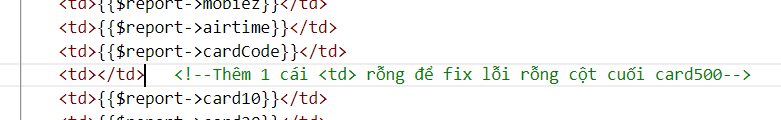 <td>{{$report->mobiez}}</td>
<td>{{$report->airtime}}</td>
<td>{{$report->cardCode}}</td>
<td></td>   <!--Thêm 1 cái <td> rỗng để fix lỗi rỗng cột cuối card500-->
<td>{{$report->card10}}</td>
<td>{{$report->card20}}</td>